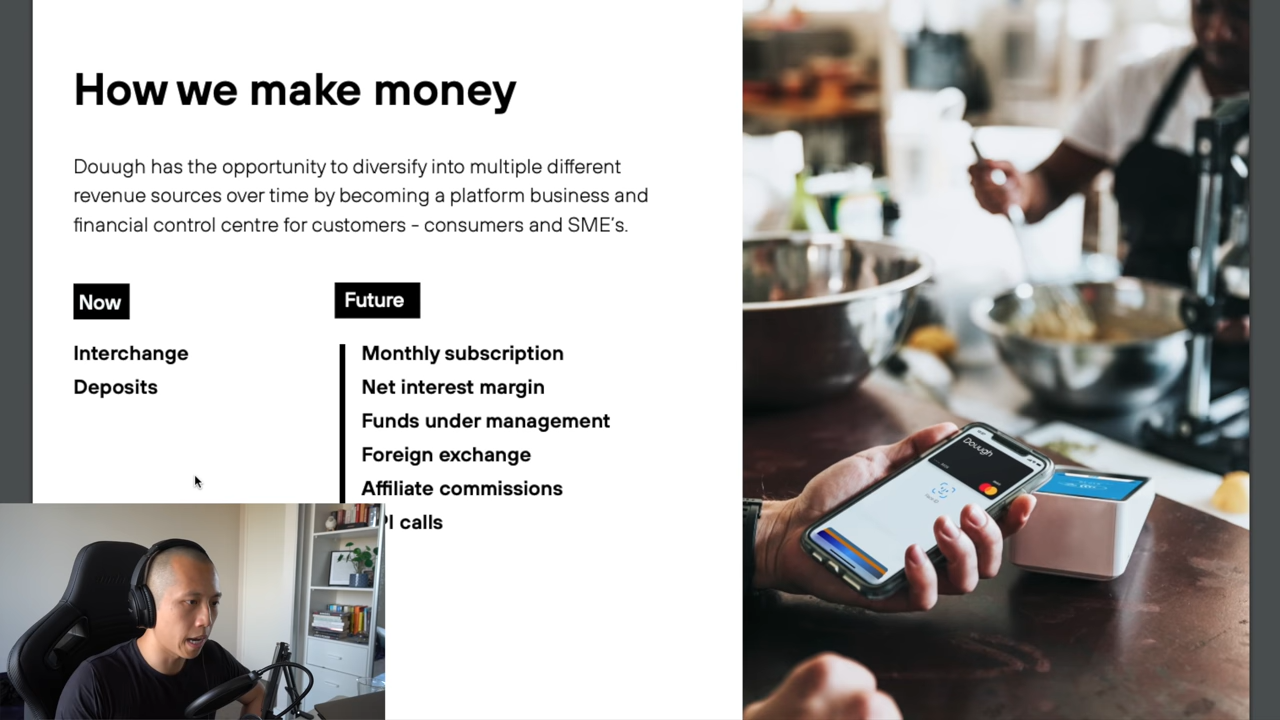 How we make money
Douugh has the opportunity to diversify into multiple different
revenue sources over time by becoming a platform business and
financial control centre for customers - consumers and SME's.
Now
Future
Interchange
Deposits
Monthly subscription
Net interest margin
Funds under management
Foreign exchange
Affiliate commissions
PI calls
Douugh